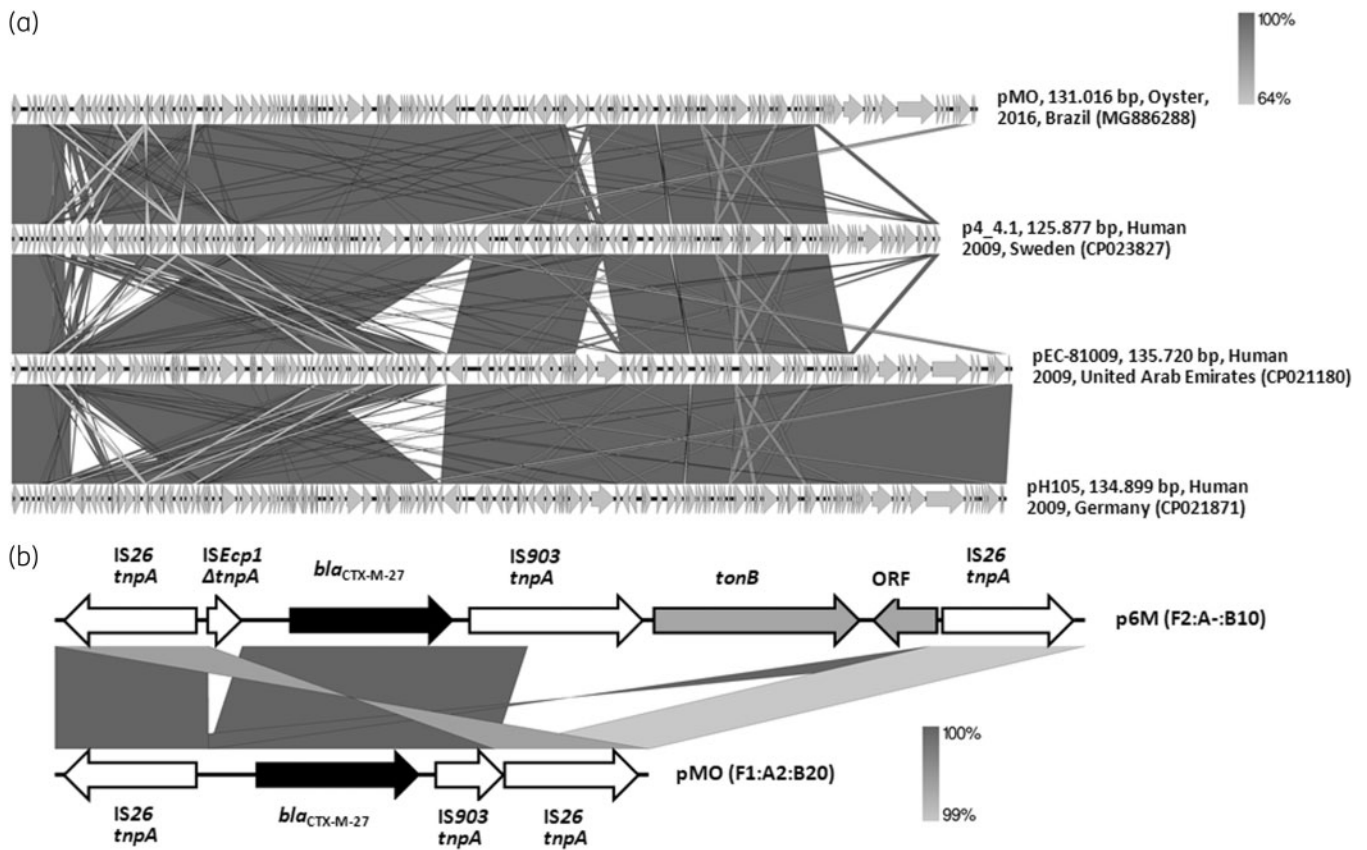 (a)
100%
64%
pMO, 131.016 bp, Oyster,
2016, Brazil (MG886288)
p4_4.1, 125.877 bp, Human
2009, Sweden (CP023827)
pEC-81009, 135.720 bp, Human
2009, United Arab Emirates (CP021180)
pH105, 134.899 bp, Human
2009, Germany (CP021871)
(b)
IS26
tnpA
ISEcp1
ΔtnpA
blaCTX-M-27
IS903
tnpA
tonB
ORF
IS26
tnpA
p6M (F2:A-:B10)
100%
99%
pMO (F1:A2:B20)
IS26
tnpA
blaCTX-M-27
IS903
tnpA
IS26
tnpA